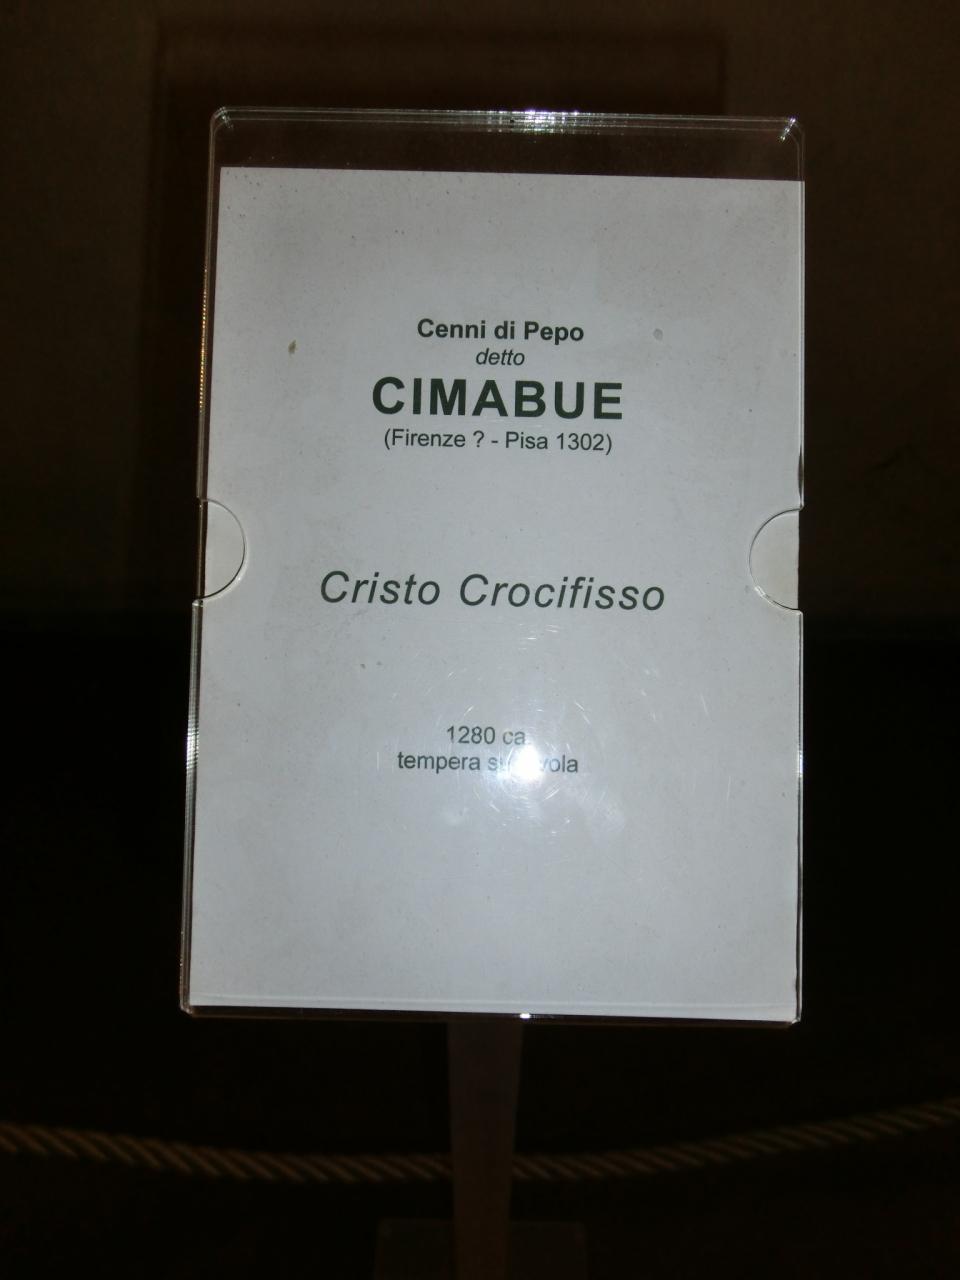 Cenni di Pepo
detto
CIMABUE
(Firenze ? - Pisa 1302)
Cristo Crocifisso
1280 ca
tempera